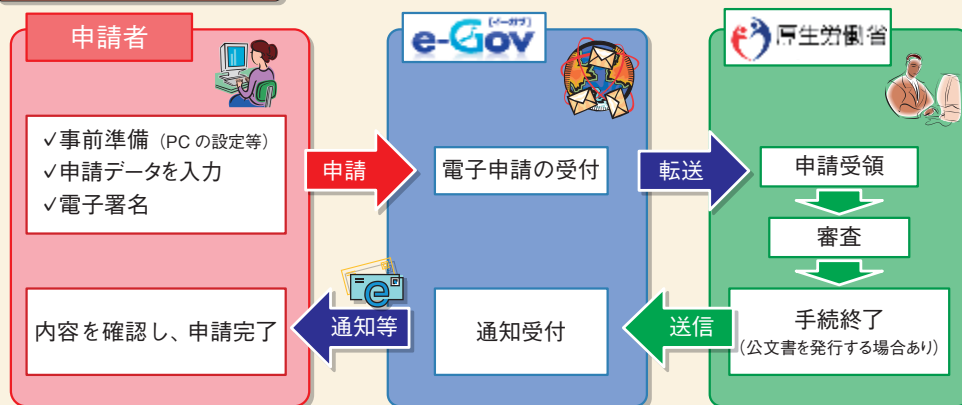 申請者
[イーガブ]
e-Gov
厚生労働省
✓事前準備（PC の設定等）
✓申請データを入力
✓電子署名
申請
電子申請の受付
転送
申請受領
審査
内容を確認し、申請完了
通知等
通知受付
送信
手続終了
（公文書を発行する場合あり）
e